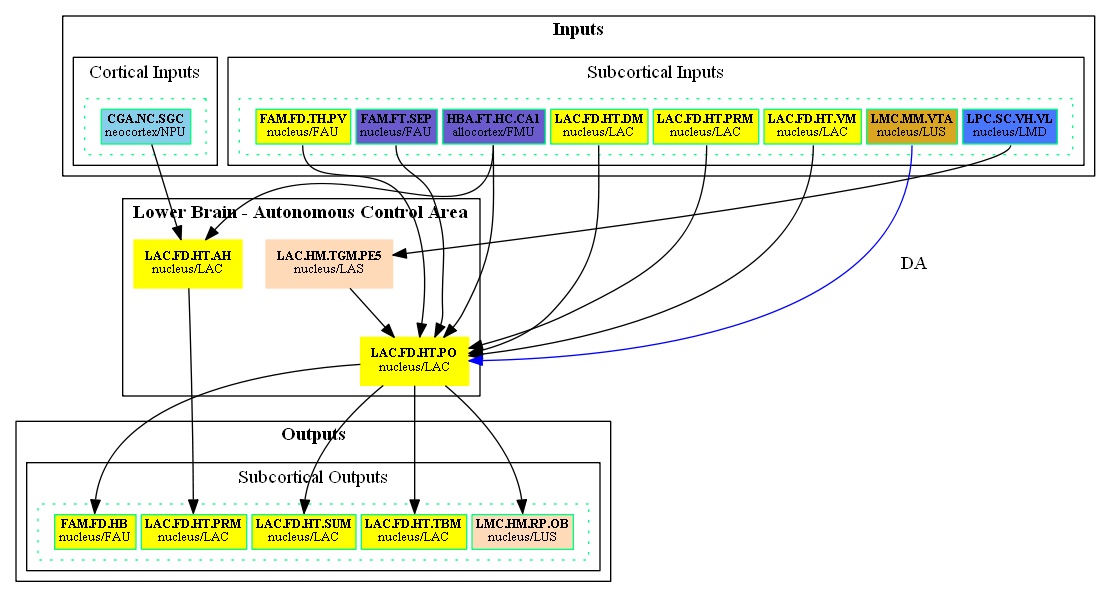 Inputs
Cortical Inputs
Subcortical Inputs
CGA.NC.SGC
neocortex/NPU
FAM.FD.TH.PV
nucleus/FAU
FAM.FT.SEP
nucleus/FAU
HBA.FT.HC.CA1
allocortex/FMU
LAC.FD.HT.DM
nucleus/LAC
LAC.FD.HT.PRM
nucleus/LAC
LAC.FD.HT.VM
nucleus/LAC
LMC.MM.VTA
nucleus/LUS
LPC.SC.VH.VL
nucleus/LMD
Lower Brain - Autonomous Control Area
LAC.FD.HT.AH
nucleus/LAC
LAC.HM.TGM.PE5
nucleus/LAS
DA
LAC.FD.HT.PO
nucleus/LAC
Outputs
Subcortical Outputs
FAM.FD.HB
nucleus/FAU
LAC.FD.HT.PRM
nucleus/LAC
LAC.FD.HT.SUM
nucleus/LAC
LAC.FD.HT.TBM
nucleus/LAC
LMC.HM.RP.OB
nucleus/LUS